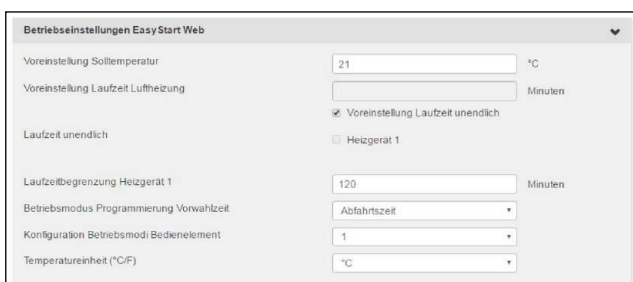 Betriebseinstellungen EasyStart Web
Voreinstellung Solltemperatur 21 °C
Voreinstellung Laufzeit Luftheizung Minuten
Voreinstellung Laufzeit unendlich
Laufzeit unendlich Heizgerät 1
Laufzeitbegrenzung Heizgerät 1 120 Minuten
Betriebsmodus Programmierung Vorwahlzeit Abfahrtszeit
Konfiguration Betriebsmodi Bedienelement 1
Temperatureinheit (°C/F) °C